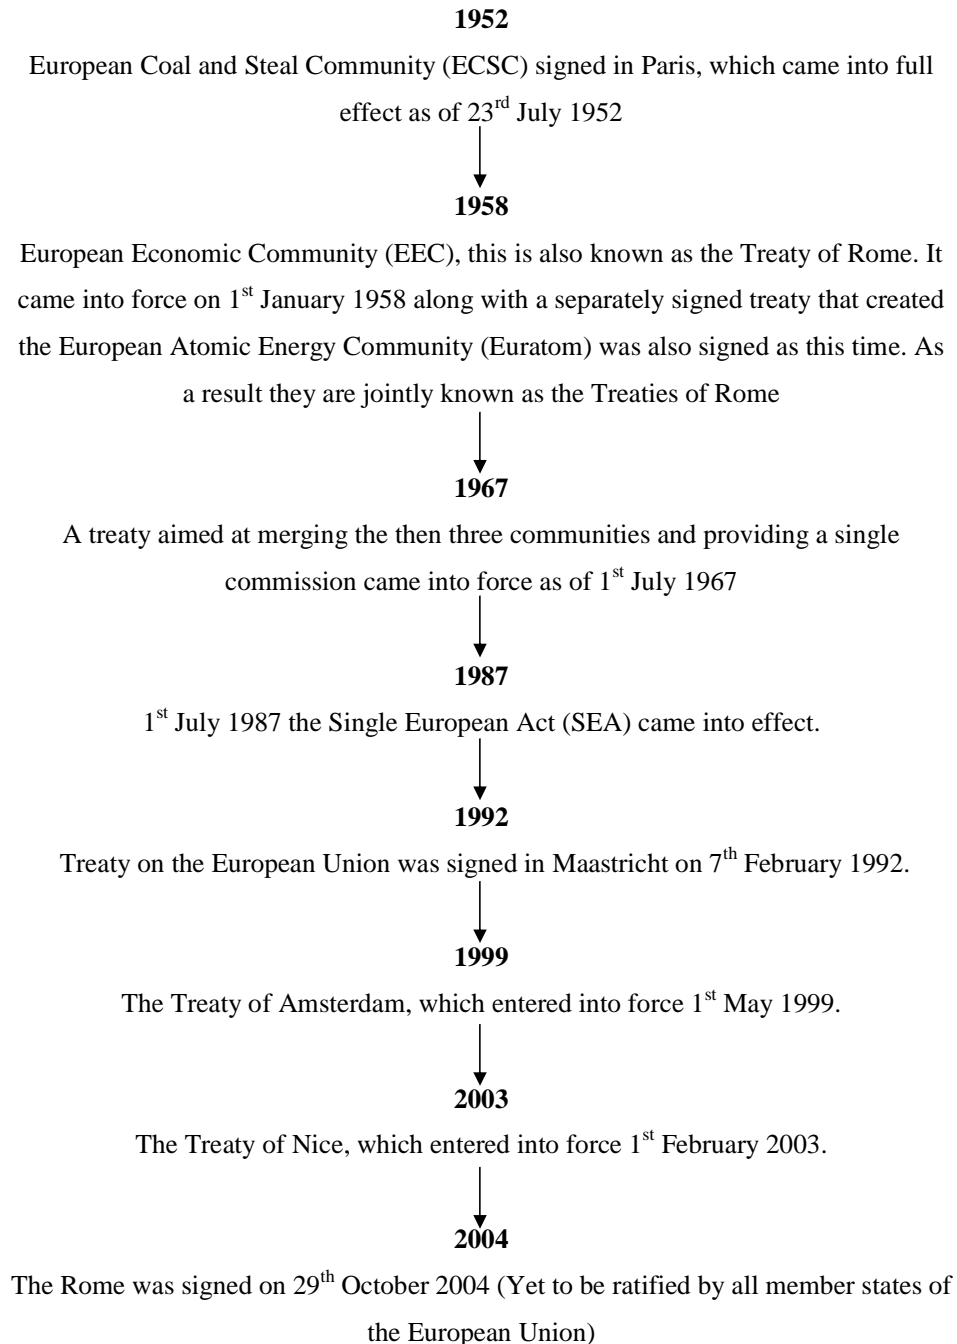 1952
European Coal and Steal Community (ECSC) signed in Paris, which came into full
effect as of 23rd July 1952
1958
European Economic Community (EEC), this is also known as the Treaty of Rome. It
came into force on 1st January 1958 along with a separately signed treaty that created
the European Atomic Energy Community (Euratom) was also signed as this time. As
a result they are jointly known as the Treaties of Rome
1967
A treaty aimed at merging the then three communities and providing a single
commission came into force as of 1st July 1967
1987
1st July 1987 the Single European Act (SEA) came into effect.
1992
Treaty on the European Union was signed in Maastricht on 7th February 1992.
1999
The Treaty of Amsterdam, which entered into force 1st May 1999.
2003
The Treaty of Nice, which entered into force 1st February 2003.
2004
The Rome was signed on 29th October 2004 (Yet to be ratified by all member states of
the European Union)